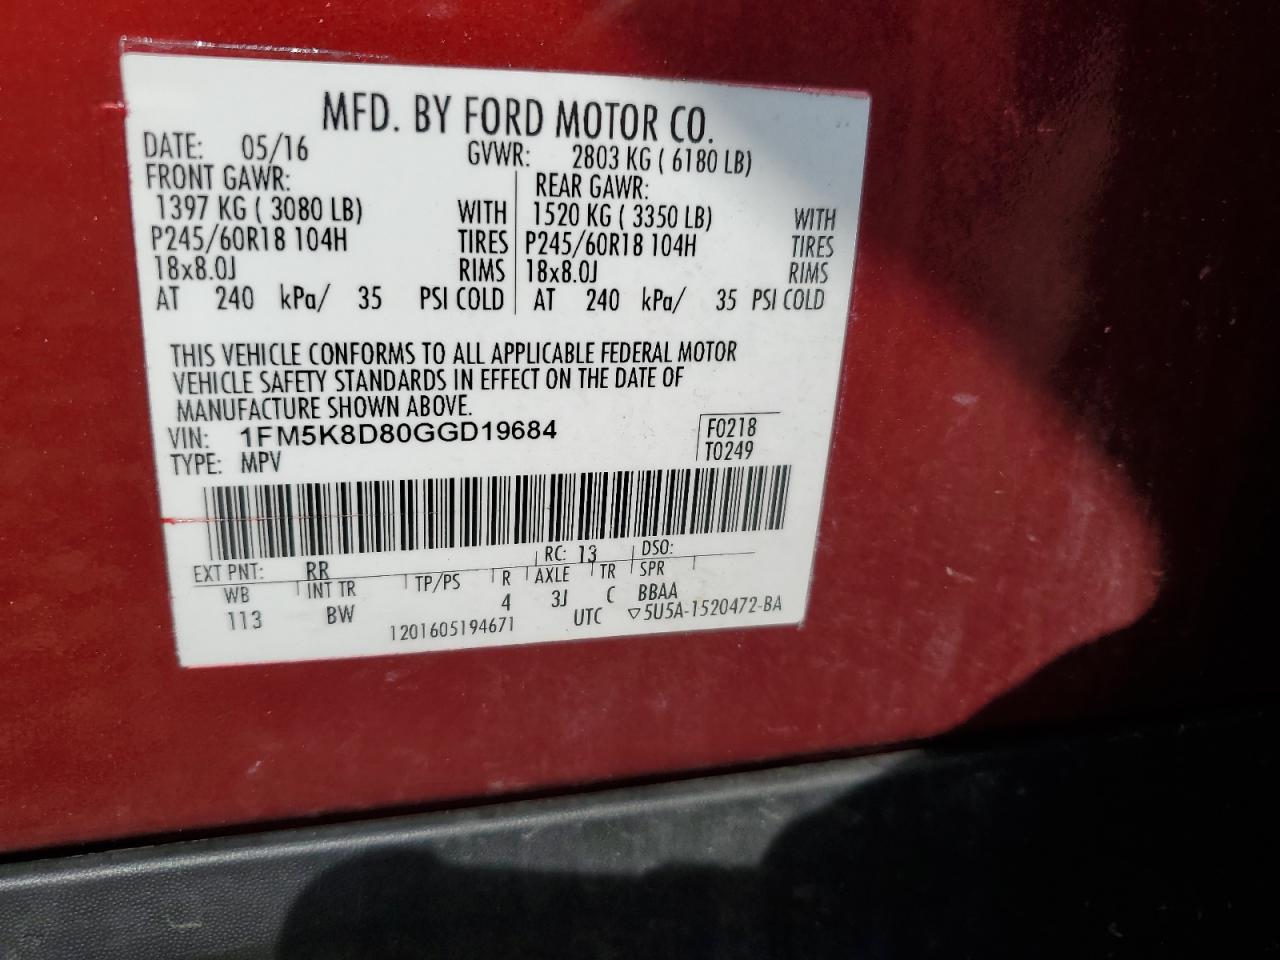 MFD. BY FORD MOTOR CO.
DATE: 05/16 GVWR: 2803 KG ( 6180 LB)
FRONT GAWR: REAR GAWR:
1397 KG ( 3080 LB) WITH 1520 KG ( 3350 LB) WITH
P245/60R18 104H TIRES P245/60R18 104H TIRES
18x8.0J RIMS 18x8.0J RIMS
AT 240 kPa/ 35 PSI COLD AT 240 kPa/ 35 PSI COLD
THIS VEHICLE CONFORMS TO ALL APPLICABLE FEDERAL MOTOR
VEHICLE SAFETY STANDARDS IN EFFECT ON THE DATE OF
MANUFACTURE SHOWN ABOVE.
VIN: 1FM5K8D80GGD19684 F0218
TYPE: MPV T0249
EXT PNT: RR RC: 13 DSO:
WB INT TR TP/PS R AXLE TR SPR
113 BW 4 3J C BBAA
1201605194671 UTC ▽5U5A-1520472-BA